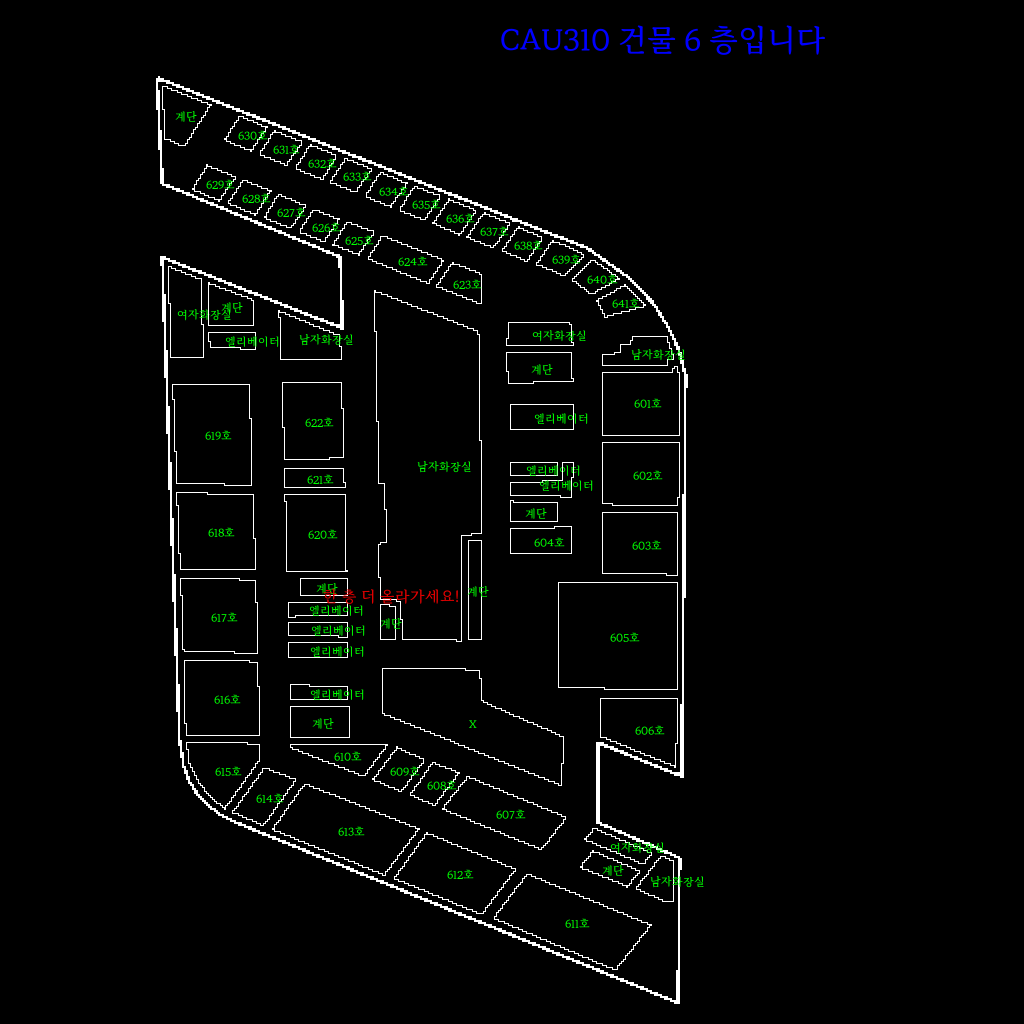 CAU310 건물 6 층입니다
계단
630호
631호
632호
633호
629호
628호
634호
635호
627호
626호
636호
637호
625호
638호
624호
639호
623호
640호
641호
여자화장실
계단
엘리베이터
남자화장실
여자화장실
남자화장실
계단
601호
엘리베이터
622호
619호
남자화장실
엘리베이터
602호
621호
엘리베이터
계단
618호
620호
604호
603호
계단
한 층 더 올라가세요!
계단
엘리베이터
617호
계단
엘리베이터
605호
엘리베이터
엘리베이터
616호
계단
X
606호
610호
615호
609호
608호
614호
607호
613호
여자화장실
계단
612호
남자화장실
611호